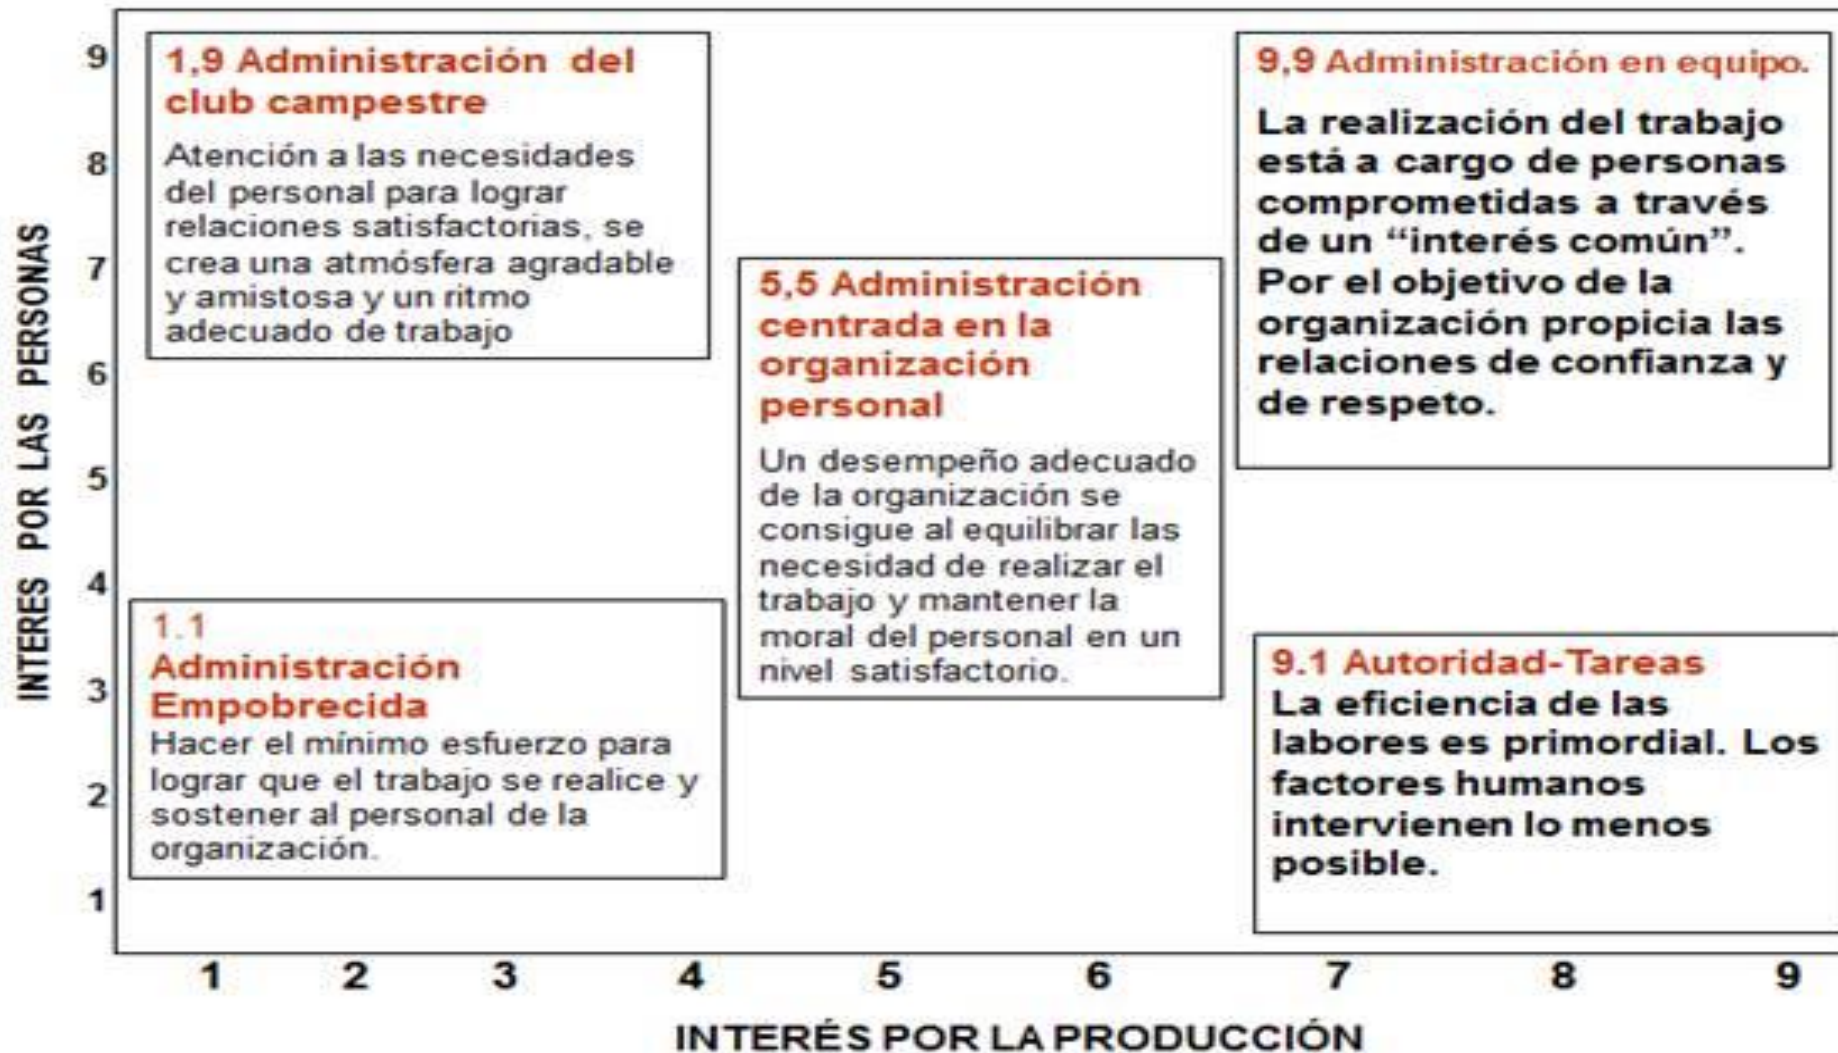 INTERES POR LAS PERSONAS
9
8
7
6
5
4
3
2
1
1,9 Administración del
club campestre
Atención a las necesidades
del personal para lograr
relaciones satisfactorias, se
crea una atmósfera agradable
y amistosa y un ritmo
adecuado de trabajo
5,5 Administración
centrada en la
organización
personal
Un desempeño adecuado
de la organización se
consigue al equilibrar las
necesidad de realizar el
trabajo y mantener la
moral del personal en un
nivel satisfactorio.
9,9 Administración en equipo.
La realización del trabajo
está a cargo de personas
comprometidas a través
de un “interés común”.
Por el objetivo de la
organización propicia las
relaciones de confianza y
de respeto.
1.1
Administración
Empobrecida
Hacer el mínimo esfuerzo para
lograr que el trabajo se realice y
sostener al personal de la
organización.
9.1 Autoridad-Tareas
La eficiencia de las
labores es primordial. Los
factores humanos
intervienen lo menos
posible.
1 2 3 4 5 6 7 8 9
INTERÉS POR LA PRODUCCIÓN